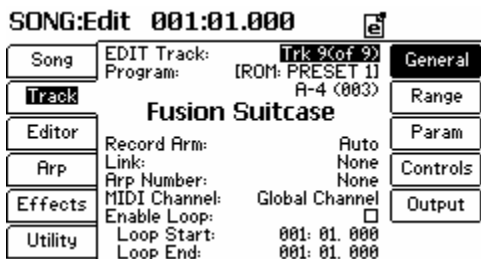 SONG:Edit 001:01.000 e
Song
Track
Editor
Arp
Effects
Utility
EDIT Track: Trk 9(of 9)
Program: [ROM: PRESET 1]
A-4 (003)
Fusion Suitcase
Record Arm: Auto
Link: None
Arp Number: None
MIDI Channel: Global Channel
Enable Loop:
Loop Start: 001: 01. 000
Loop End: 001: 01. 000
General
Range
Param
Controls
Output